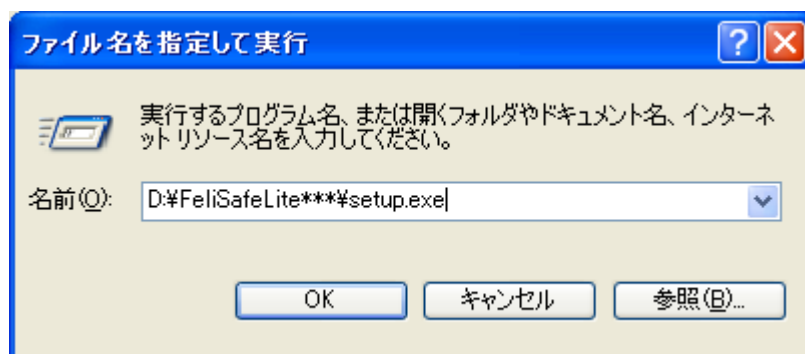 ファイル名を指定して実行
実行するプログラム名、または開くフォルダやドキュメント名、インターネ
ット リソース名を入力してください。
名前(O):
D:¥FeliSafeLite***¥setup.exe
OK
キャンセル
参照(B)...